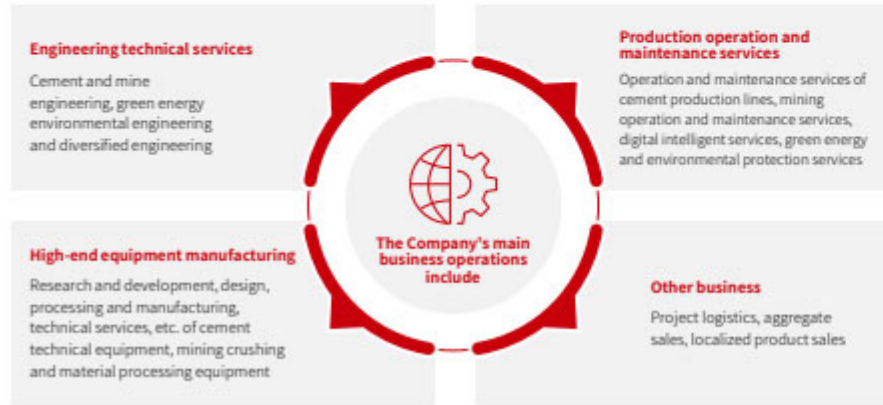 Engineering technical services
Cement and mine
engineering, green energy
environmental engineering
and diversified engineering
Production operation and
maintenance services
Operation and maintenance services of
cement production lines, mining
operation and maintenance services,
digital intelligent services, green energy
and environmental protection services
The Company's main
business operations
include
High-end equipment manufacturing
Research and development, design,
processing and manufacturing,
technical services, etc. of cement
technical equipment, mining crushing
and material processing equipment
Other business
Project logistics, aggregate
sales, localized product sales